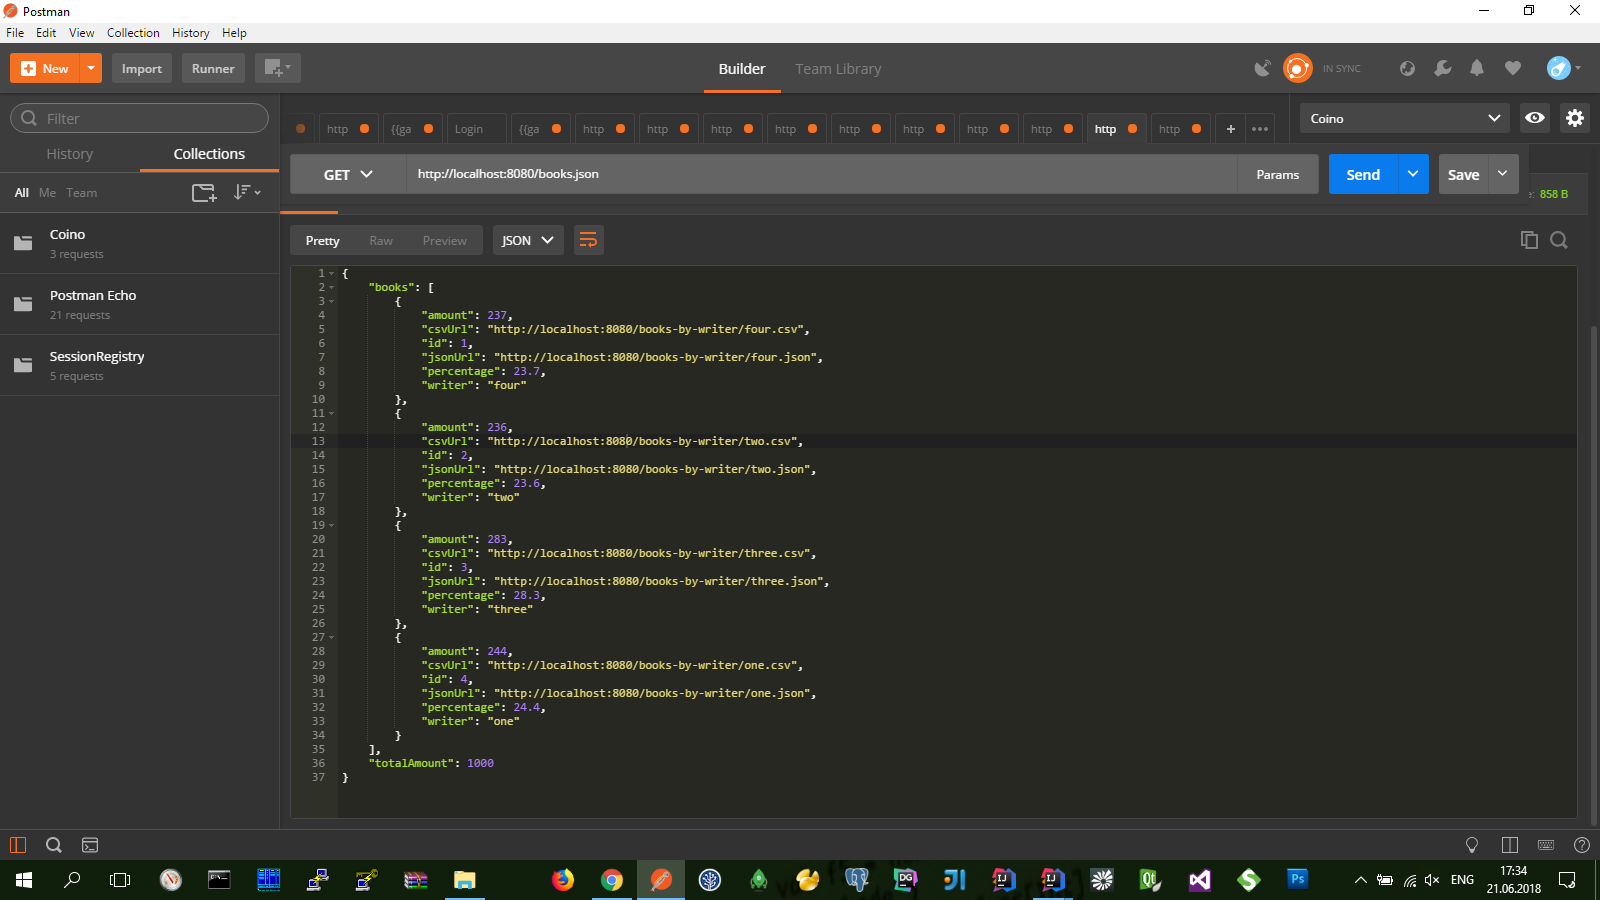 Postman
File Edit View Collection History Help
New Import Runner Builder Team Library IN SYNC
Filter
History Collections
All Me Team
Coino
3 requests
Postman Echo
21 requests
SessionRegistry
5 requests
http {{ga Login {{ga http http http http http http http http http http + •••
Coino
GET http://localhost:8080/books.json Params Send Save
: 858 B
Pretty Raw Preview JSON
1 {
2 "books": [
3 {
4 "amount": 237,
5 "csvUrl": "http://localhost:8080/books-by-writer/four.csv",
6 "id": 1,
7 "jsonUrl": "http://localhost:8080/books-by-writer/four.json",
8 "percentage": 23.7,
9 "writer": "four"
10 },
11 {
12 "amount": 236,
13 "csvUrl": "http://localhost:8080/books-by-writer/two.csv",
14 "id": 2,
15 "jsonUrl": "http://localhost:8080/books-by-writer/two.json",
16 "percentage": 23.6,
17 "writer": "two"
18 },
19 {
20 "amount": 283,
21 "csvUrl": "http://localhost:8080/books-by-writer/three.csv",
22 "id": 3,
23 "jsonUrl": "http://localhost:8080/books-by-writer/three.json",
24 "percentage": 28.3,
25 "writer": "three"
26 },
27 {
28 "amount": 244,
29 "csvUrl": "http://localhost:8080/books-by-writer/one.csv",
30 "id": 4,
31 "jsonUrl": "http://localhost:8080/books-by-writer/one.json",
32 "percentage": 24.4,
33 "writer": "one"
34 }
35 ],
36 "totalAmount": 1000
37 }
DG IJ IJ Qt Ps ENG 17:34
21.06.2018